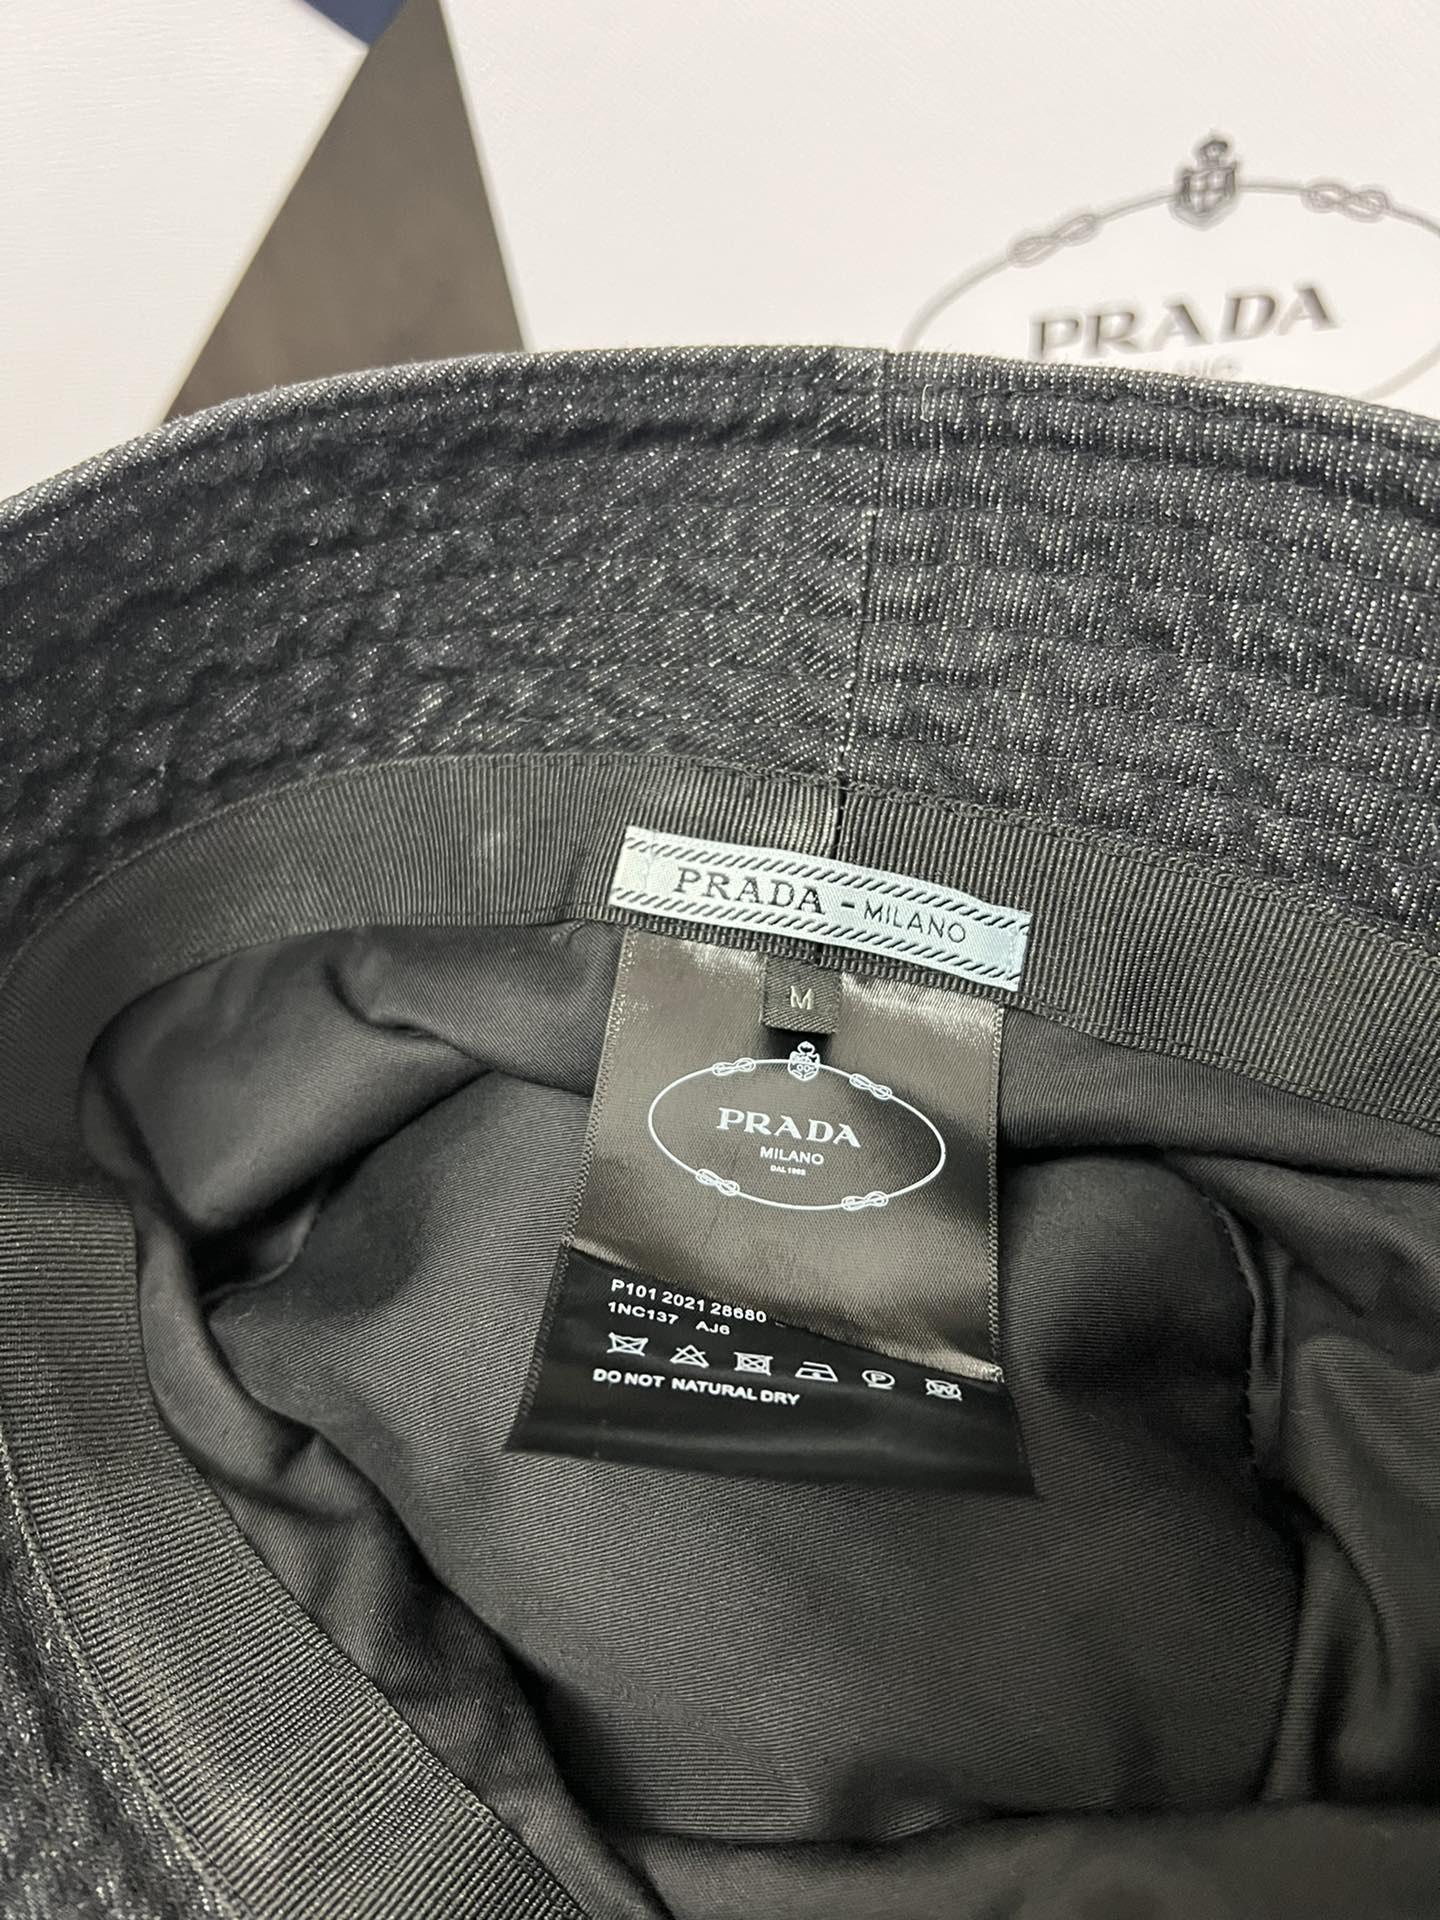 PRADA
PRADA - MILANO
M
PRADA
MILANO
P101 2021 28680
1NC137 AJ6
DO NOT NATURAL DRY